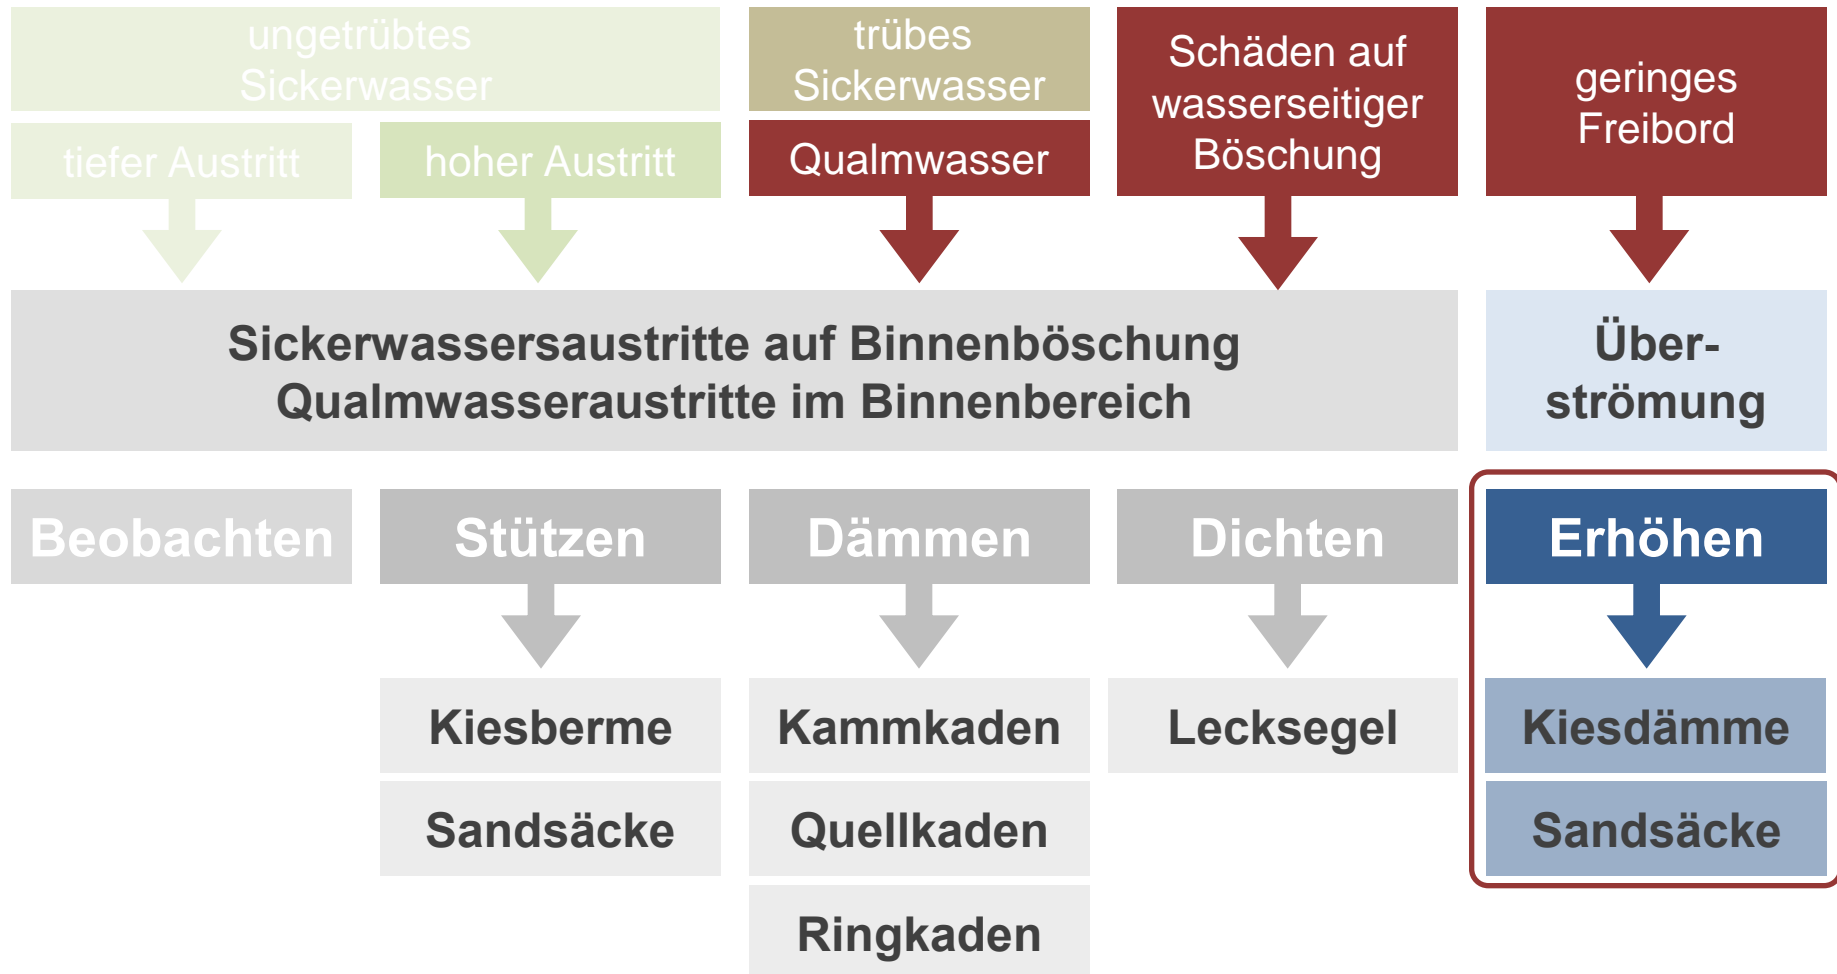 ungetrübtes
Sickerwasser
trübes
Sickerwasser
Schäden auf
wasserseitiger
Böschung
geringes
Freibord
tiefer Austritt
hoher Austritt
Qualmwasser
Sickerwassersaustritte auf Binnenböschung
Qualmwasseraustritte im Binnenbereich
Über-
strömung
Beobachten
Stützen
Dämmen
Dichten
Erhöhen
Kiesberme
Kammkaden
Lecksegel
Kiesdämme
Sandsäcke
Quellkaden
Sandsäcke
Ringkaden